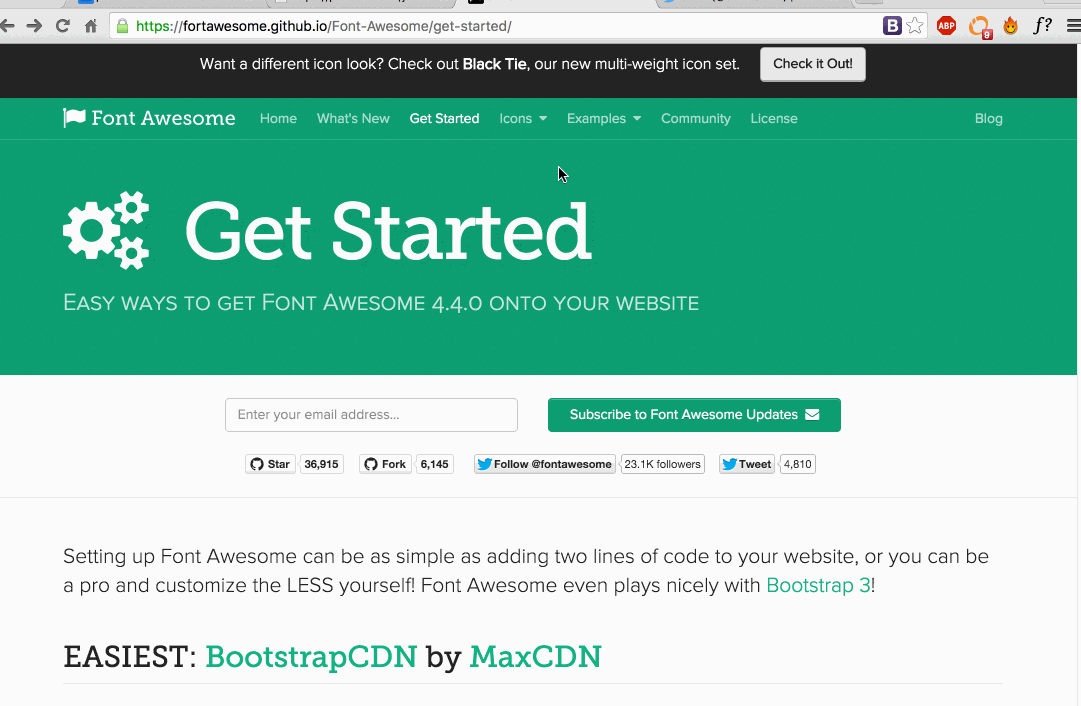 https://fortawesome.github.io/Font-Awesome/get-started/
B ABP 9 f?
Want a different icon look? Check out Black Tie, our new multi-weight icon set. Check it Out!
Font Awesome Home What's New Get Started Icons Examples Community License Blog
Get Started
Easy ways to get Font Awesome 4.4.0 onto your website
Enter your email address... Subscribe to Font Awesome Updates
Star 36,915 Fork 6,145 Follow @fontawesome 23.1K followers Tweet 4,810
Setting up Font Awesome can be as simple as adding two lines of code to your website, or you can be
a pro and customize the LESS yourself! Font Awesome even plays nicely with Bootstrap 3!
EASIEST: BootstrapCDN by MaxCDN